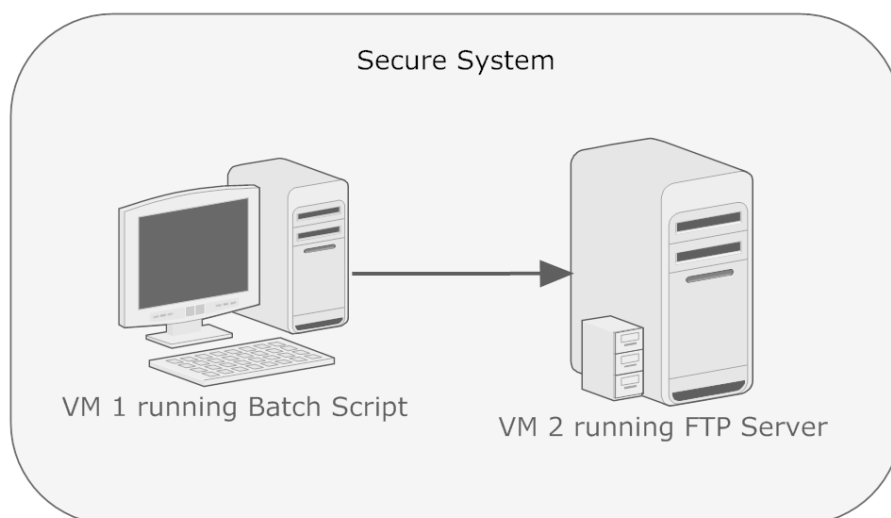 Secure System
VM 1 running Batch Script
VM 2 running FTP Server